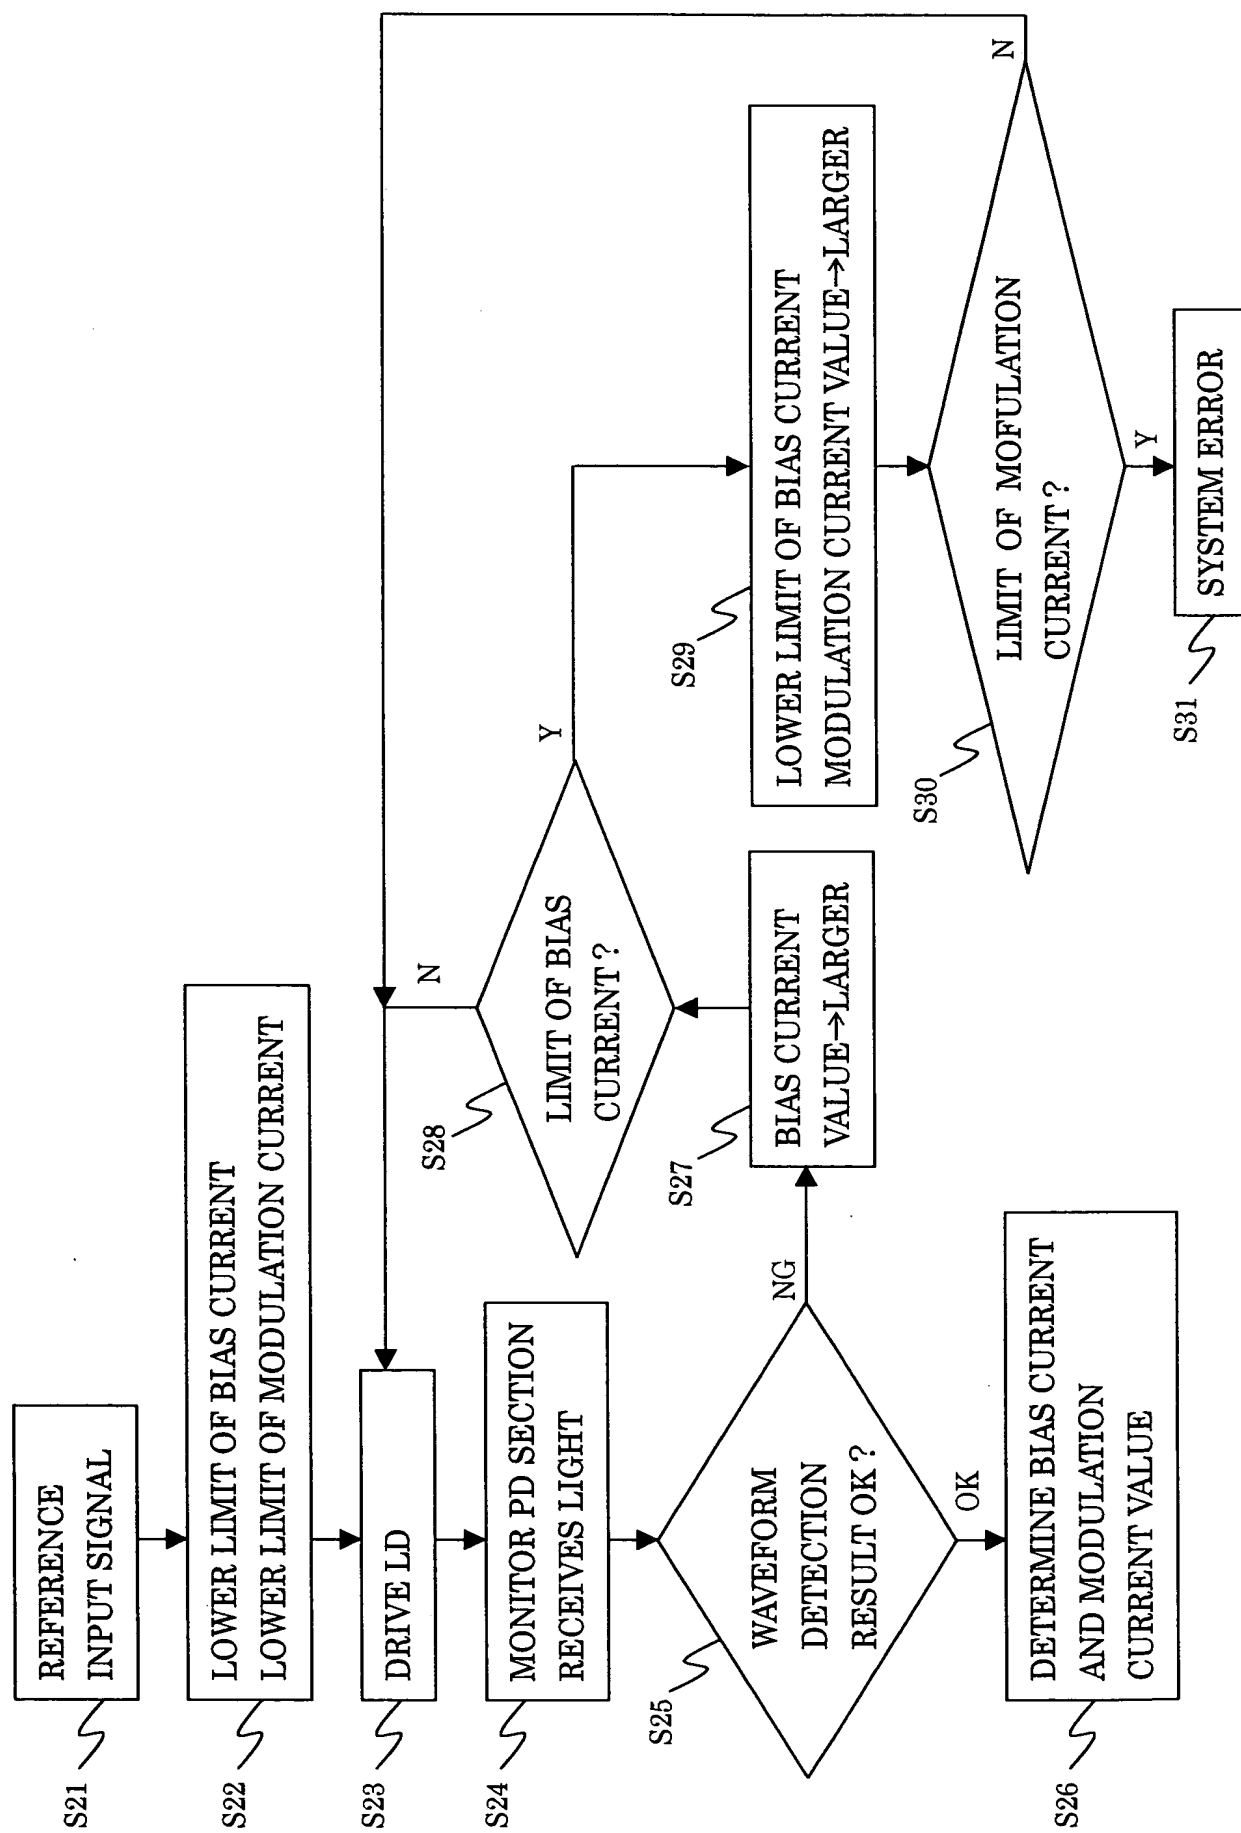 S21
REFERENCE
INPUT SIGNAL
S22
LOWER LIMIT OF BIAS CURRENT
LOWER LIMIT OF MODULATION CURRENT
S23
DRIVE LD
S24
MONITOR PD SECTION
RECEIVES LIGHT
S25
WAVEFORM
DETECTION
RESULT OK?
NG
OK
S26
DETERMINE BIAS CURRENT
AND MODULATION
CURRENT VALUE
S27
BIAS CURRENT
VALUE→LARGER
S28
LIMIT OF BIAS
CURRENT?
N
Y
S29
LOWER LIMIT OF BIAS CURRENT
MODULATION CURRENT VALUE→LARGER
S30
LIMIT OF MOFULATION
CURRENT?
N
Y
S31
SYSTEM ERROR